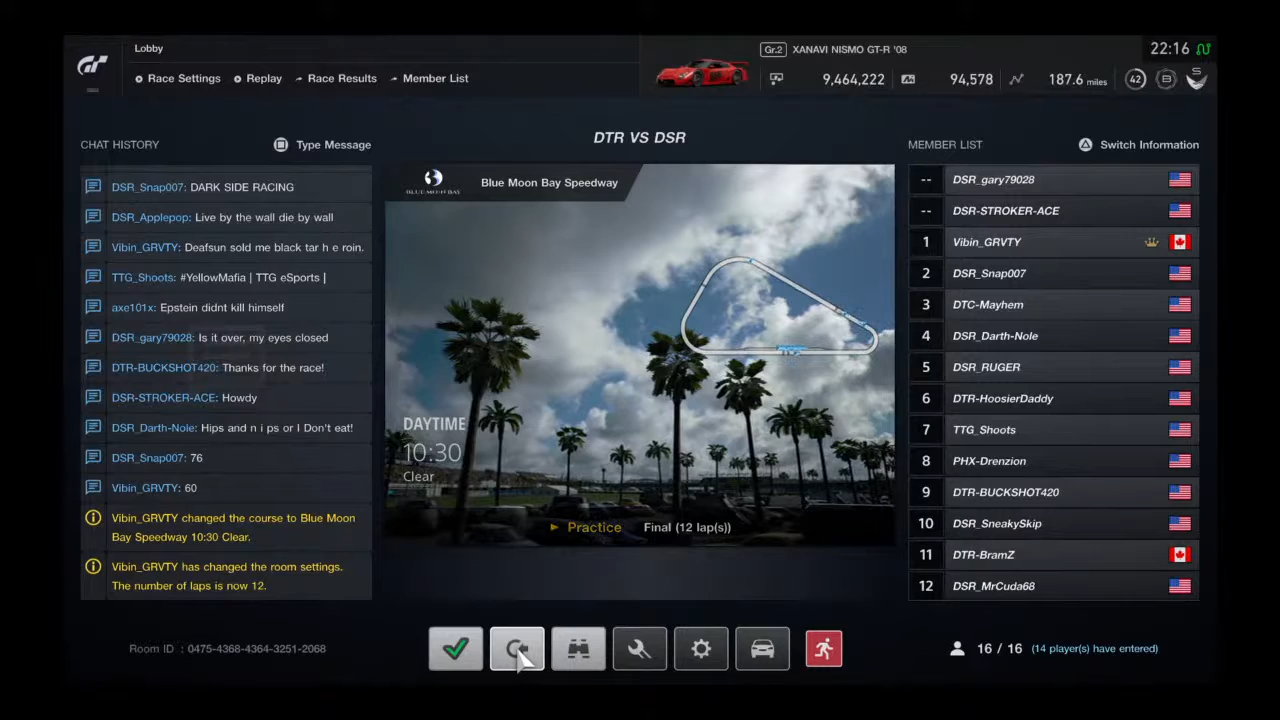 Lobby
Race Settings Replay Race Results Member List
Gr.2 XANAVI NISMO GT-R '08
22:16
9,464,222 94,578 187.6 miles 42 B S
CHAT HISTORY Type Message
DSR_Snap007: DARK SIDE RACING
DSR_Applepop: Live by the wall die by wall
Vibin_GRVTY: Deafsun sold me black tar h e roin.
TTG_Shoots: #YellowMafia | TTG eSports |
axe101x: Epstein didnt kill himself
DSR_gary79028: Is it over, my eyes closed
DTR-BUCKSHOT420: Thanks for the race!
DSR-STROKER-ACE: Howdy
DSR_Darth-Nole: Hips and n i ps or I Don't eat!
DSR_Snap007: 76
Vibin_GRVTY: 60
Vibin_GRVTY changed the course to Blue Moon
Bay Speedway 10:30 Clear.
Vibin_GRVTY has changed the room settings.
The number of laps is now 12.
DTR VS DSR
BLUE MOON BAY
Blue Moon Bay Speedway
DAYTIME
10:30
Clear
Practice Final (12 lap(s))
MEMBER LIST Switch Information
-- DSR_gary79028
-- DSR-STROKER-ACE
1 Vibin_GRVTY
2 DSR_Snap007
3 DTC-Mayhem
4 DSR_Darth-Nole
5 DSR_RUGER
6 DTR-HoosierDaddy
7 TTG_Shoots
8 PHX-Drenzion
9 DTR-BUCKSHOT420
10 DSR_SneakySkip
11 DTR-BramZ
12 DSR_MrCuda68
Room ID : 0475-4368-4364-3251-2068
16 / 16 (14 player(s) have entered)